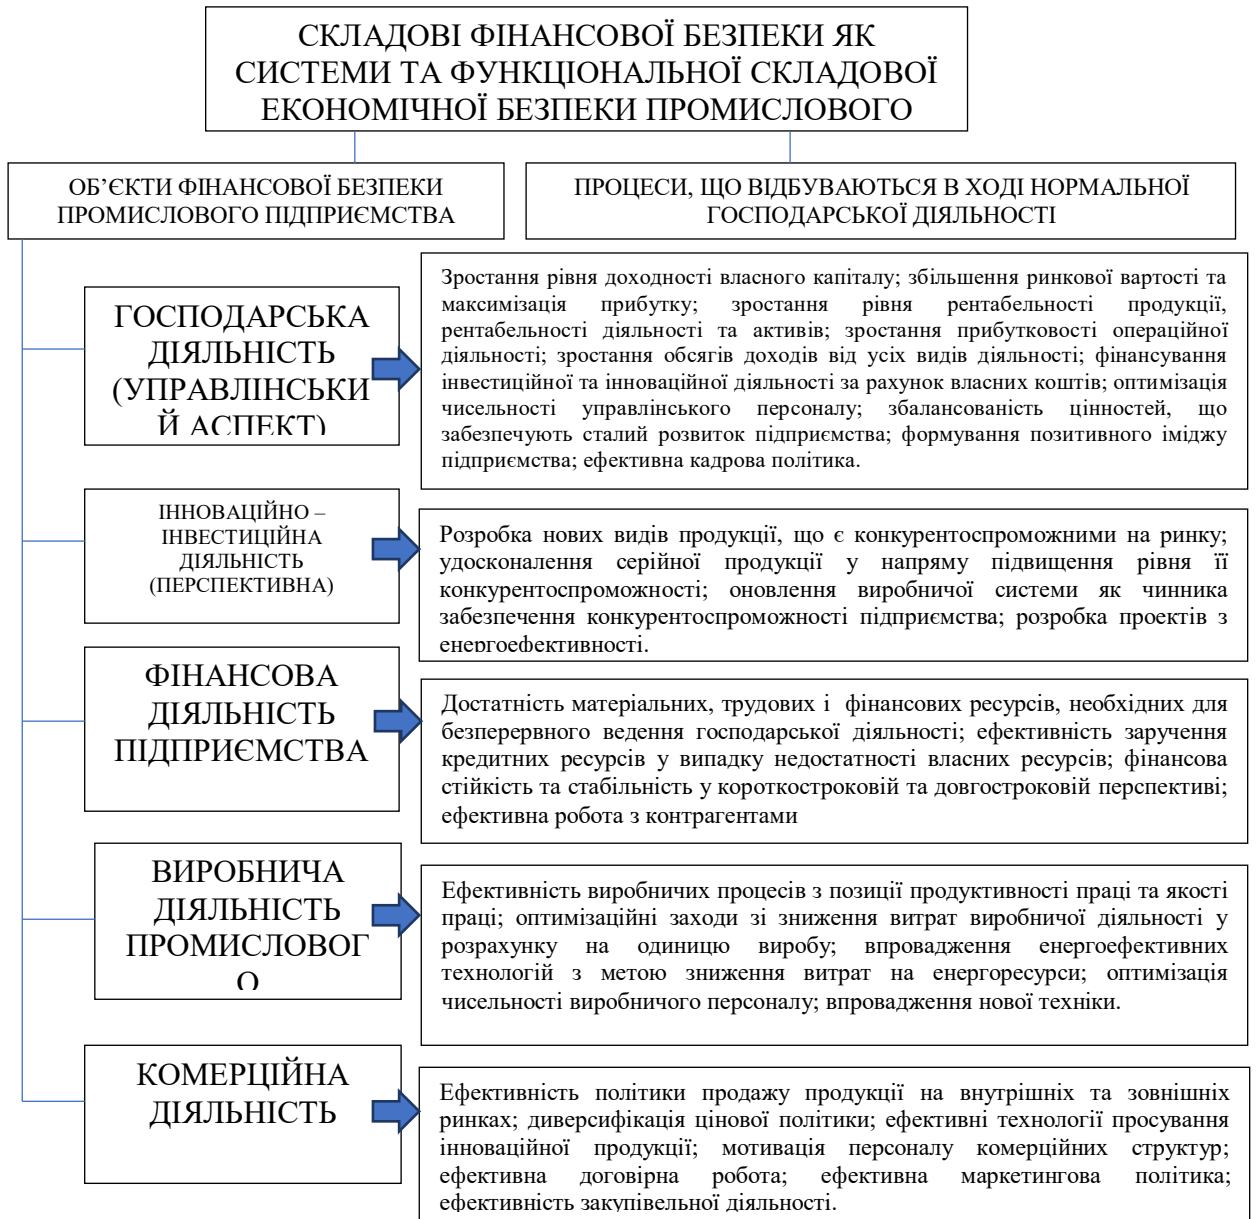 СКЛАДОВІ ФІНАНСОВОЇ БЕЗПЕКИ ЯК
СИСТЕМИ ТА ФУНКЦІОНАЛЬНОЇ СКЛАДОВОЇ
ЕКОНОМІЧНОЇ БЕЗПЕКИ ПРОМИСЛОВОГО
ОБ’ЄКТИ ФІНАНСОВОЇ БЕЗПЕКИ
ПРОМИСЛОВОГО ПІДПРИЄМСТВА
ПРОЦЕСИ, ЩО ВІДБУВАЮТЬСЯ В ХОДІ НОРМАЛЬНОЇ
ГОСПОДАРСЬКОЇ ДІЯЛЬНОСТІ
ГОСПОДАРСЬКА
ДІЯЛЬНІСТЬ
(УПРАВЛІНСЬКИ
Й АСПЕКТ)
Зростання рівня доходності власного капіталу; збільшення ринкової вартості та
максимізація прибутку; зростання рівня рентабельності продукції,
рентабельності діяльності та активів; зростання прибутковості операційної
діяльності; зростання обсягів доходів від усіх видів діяльності; фінансування
інвестиційної та інноваційної діяльності за рахунок власних коштів; оптимізація
чисельності управлінського персоналу; збалансованість цінностей, що
забезпечують сталий розвиток підприємства; формування позитивного іміджу
підприємства; ефективна кадрова політика.
ІННОВАЦІЙНО –
ІНВЕСТИЦІЙНА
ДІЯЛЬНІСТЬ
(ПЕРСПЕКТИВНА)
Розробка нових видів продукції, що є конкурентоспроможними на ринку;
удосконалення серійної продукції у напряму підвищення рівня її
конкурентоспроможності; оновлення виробничої системи як чинника
забезпечення конкурентоспроможності підприємства; розробка проектів з
енергоефективності.
ФІНАНСОВА
ДІЯЛЬНІСТЬ
ПІДПРИЄМСТВА
Достатність матеріальних, трудових і фінансових ресурсів, необхідних для
безперервного ведення господарської діяльності; ефективність заручення
кредитних ресурсів у випадку недостатності власних ресурсів; фінансова
стійкість та стабільність у короткостроковій та довгостроковій перспективі;
ефективна робота з контрагентами
ВИРОБНИЧА
ДІЯЛЬНІСТЬ
ПРОМИСЛОВОГ
О
Ефективність виробничих процесів з позиції продуктивності праці та якості
праці; оптимізаційні заходи зі зниження витрат виробничої діяльності у
розрахунку на одиницю виробу; впровадження енергоефективних
технологій з метою зниження витрат на енергоресурси; оптимізація
чисельності виробничого персоналу; впровадження нової техніки.
КОМЕРЦІЙНА
ДІЯЛЬНІСТЬ
Ефективність політики продажу продукції на внутрішніх та зовнішніх
ринках; диверсифікація цінової політики; ефективні технології просування
інноваційної продукції; мотивація персоналу комерційних структур;
ефективна договірна робота; ефективна маркетингова політика;
ефективність закупівельної діяльності.